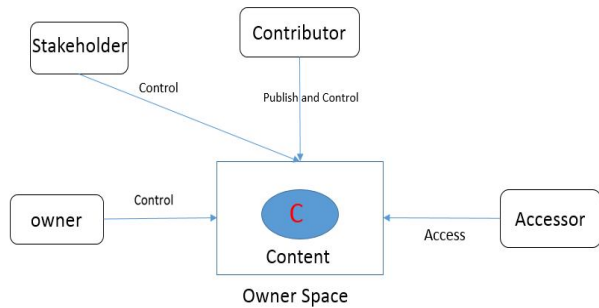 Contributor
Stakeholder
Control
Publish and Control
Control
owner
C
Accessor
Access
Content
Owner Space